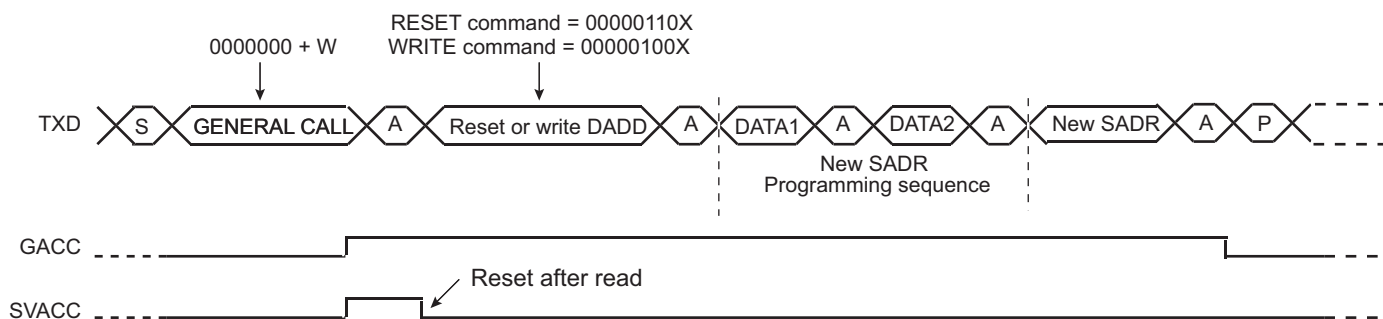 RESET command = 00000110X
0000000 + W WRITE command = 00000100X
TXD S GENERAL CALL A Reset or write DADD A DATA1 A DATA2 A New SADR A P
New SADR
Programming sequence
GACC
Reset after read
SVACC